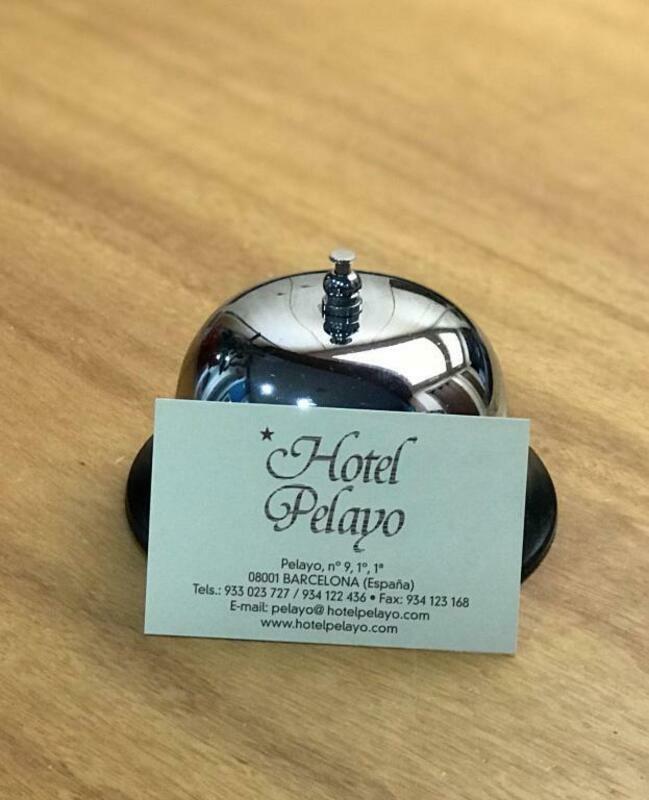 Hotel
Pelayo
Pelayo, nº 9, 1º, 1ª
08001 BARCELONA (España)
Tels.: 933 023 727 / 934 122 436 • Fax: 934 123 168
E-mail: pelayo@hotelpelayo.com
www.hotelpelayo.com